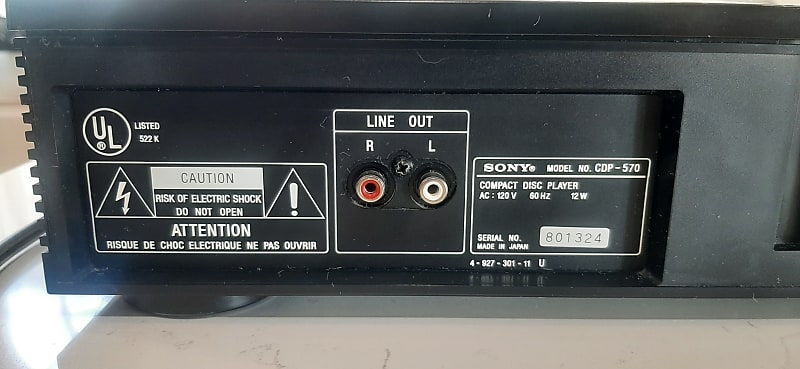 UL®
LISTED
522 K
CAUTION
RISK OF ELECTRIC SHOCK
DO NOT OPEN
ATTENTION
RISQUE DE CHOC ELECTRIQUE NE PAS OUVRIR
LINE OUT
R L
SONY® MODEL NO. CDP-570
COMPACT DISC PLAYER
AC : 120 V 60 HZ 12 W
SERIAL NO. 801324
MADE IN JAPAN
4-927-301-11 U